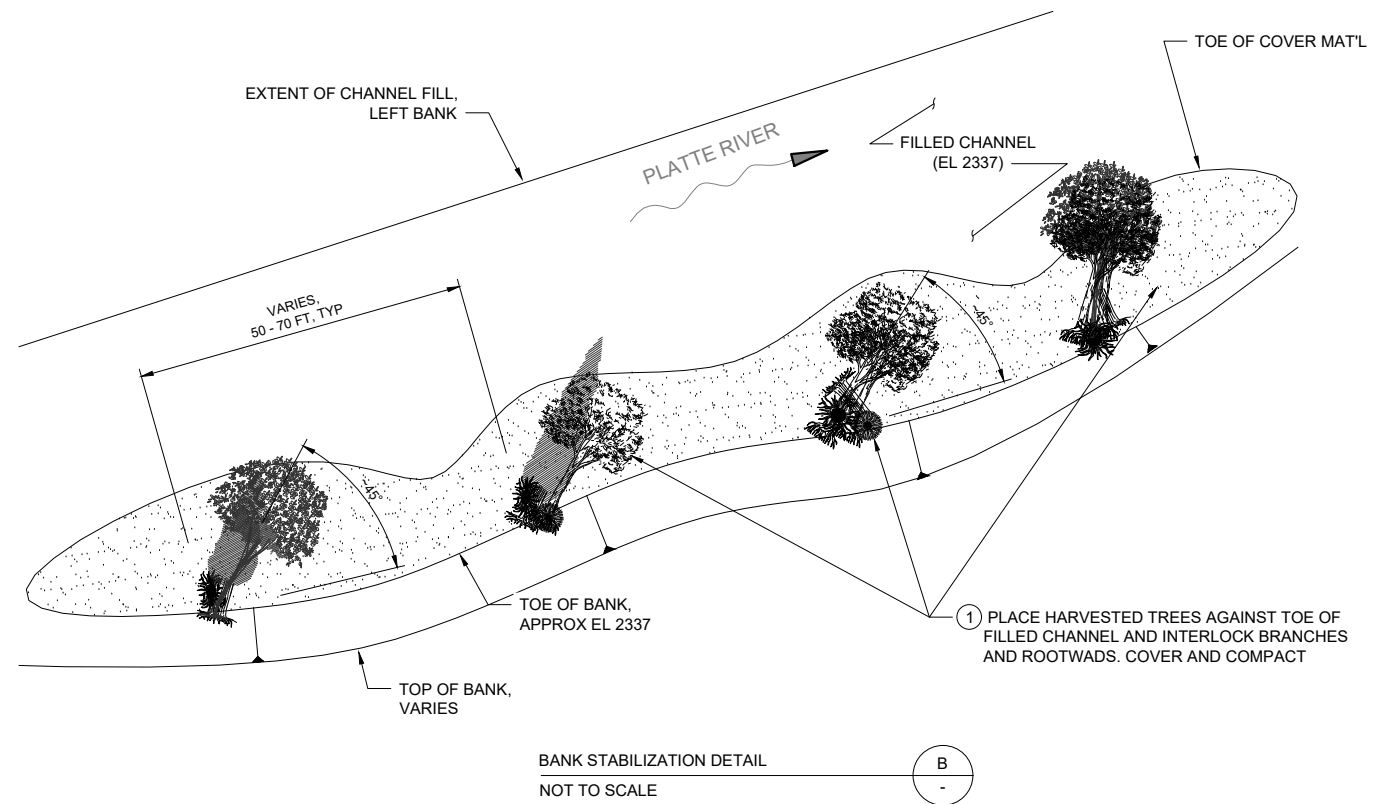 TOE OF COVER MAT'L
EXTENT OF CHANNEL FILL,
LEFT BANK
PLATTE RIVER
FILLED CHANNEL
(EL 2337)
VARIES,
50 - 70 FT, TYP
~45°
~45°
TOE OF BANK,
APPROX EL 2337
1 PLACE HARVESTED TREES AGAINST TOE OF
FILLED CHANNEL AND INTERLOCK BRANCHES
AND ROOTWADS. COVER AND COMPACT
TOP OF BANK,
VARIES
BANK STABILIZATION DETAIL
NOT TO SCALE
B
-